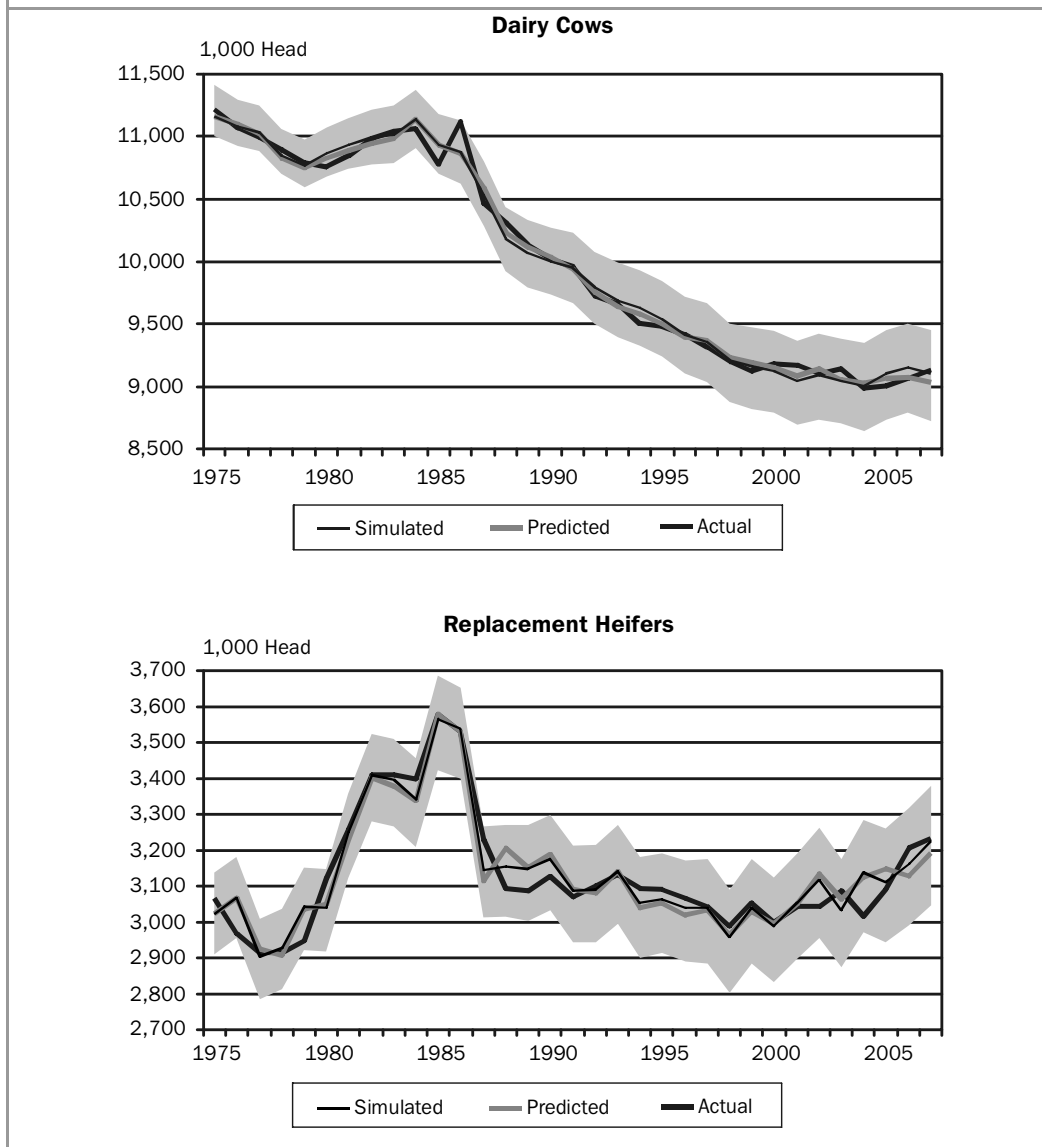 Dairy Cows
1,000 Head
11,500
11,000
10,500
10,000
9,500
9,000
8,500
1975 1980 1985 1990 1995 2000 2005
Simulated Predicted Actual
Replacement Heifers
1,000 Head
3,700
3,600
3,500
3,400
3,300
3,200
3,100
3,000
2,900
2,800
2,700
1975 1980 1985 1990 1995 2000 2005
Simulated Predicted Actual